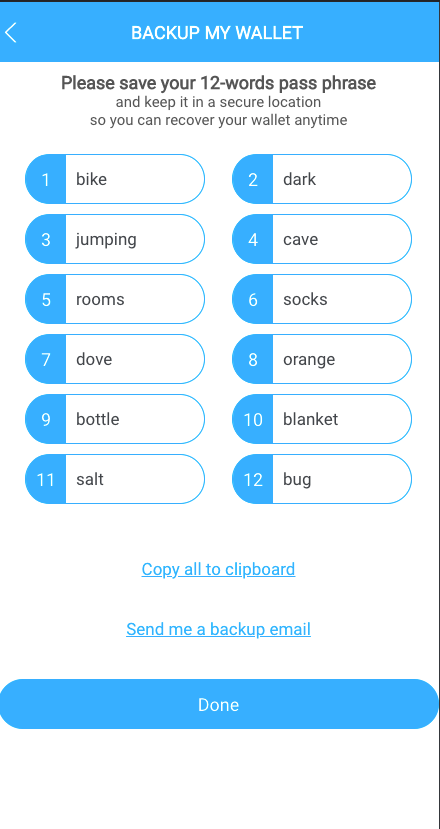 BACKUP MY WALLET
Please save your 12-words pass phrase
and keep it in a secure location
so you can recover your wallet anytime
1 bike
2 dark
3 jumping
4 cave
5 rooms
6 socks
7 dove
8 orange
9 bottle
10 blanket
11 salt
12 bug
Copy all to clipboard
Send me a backup email
Done